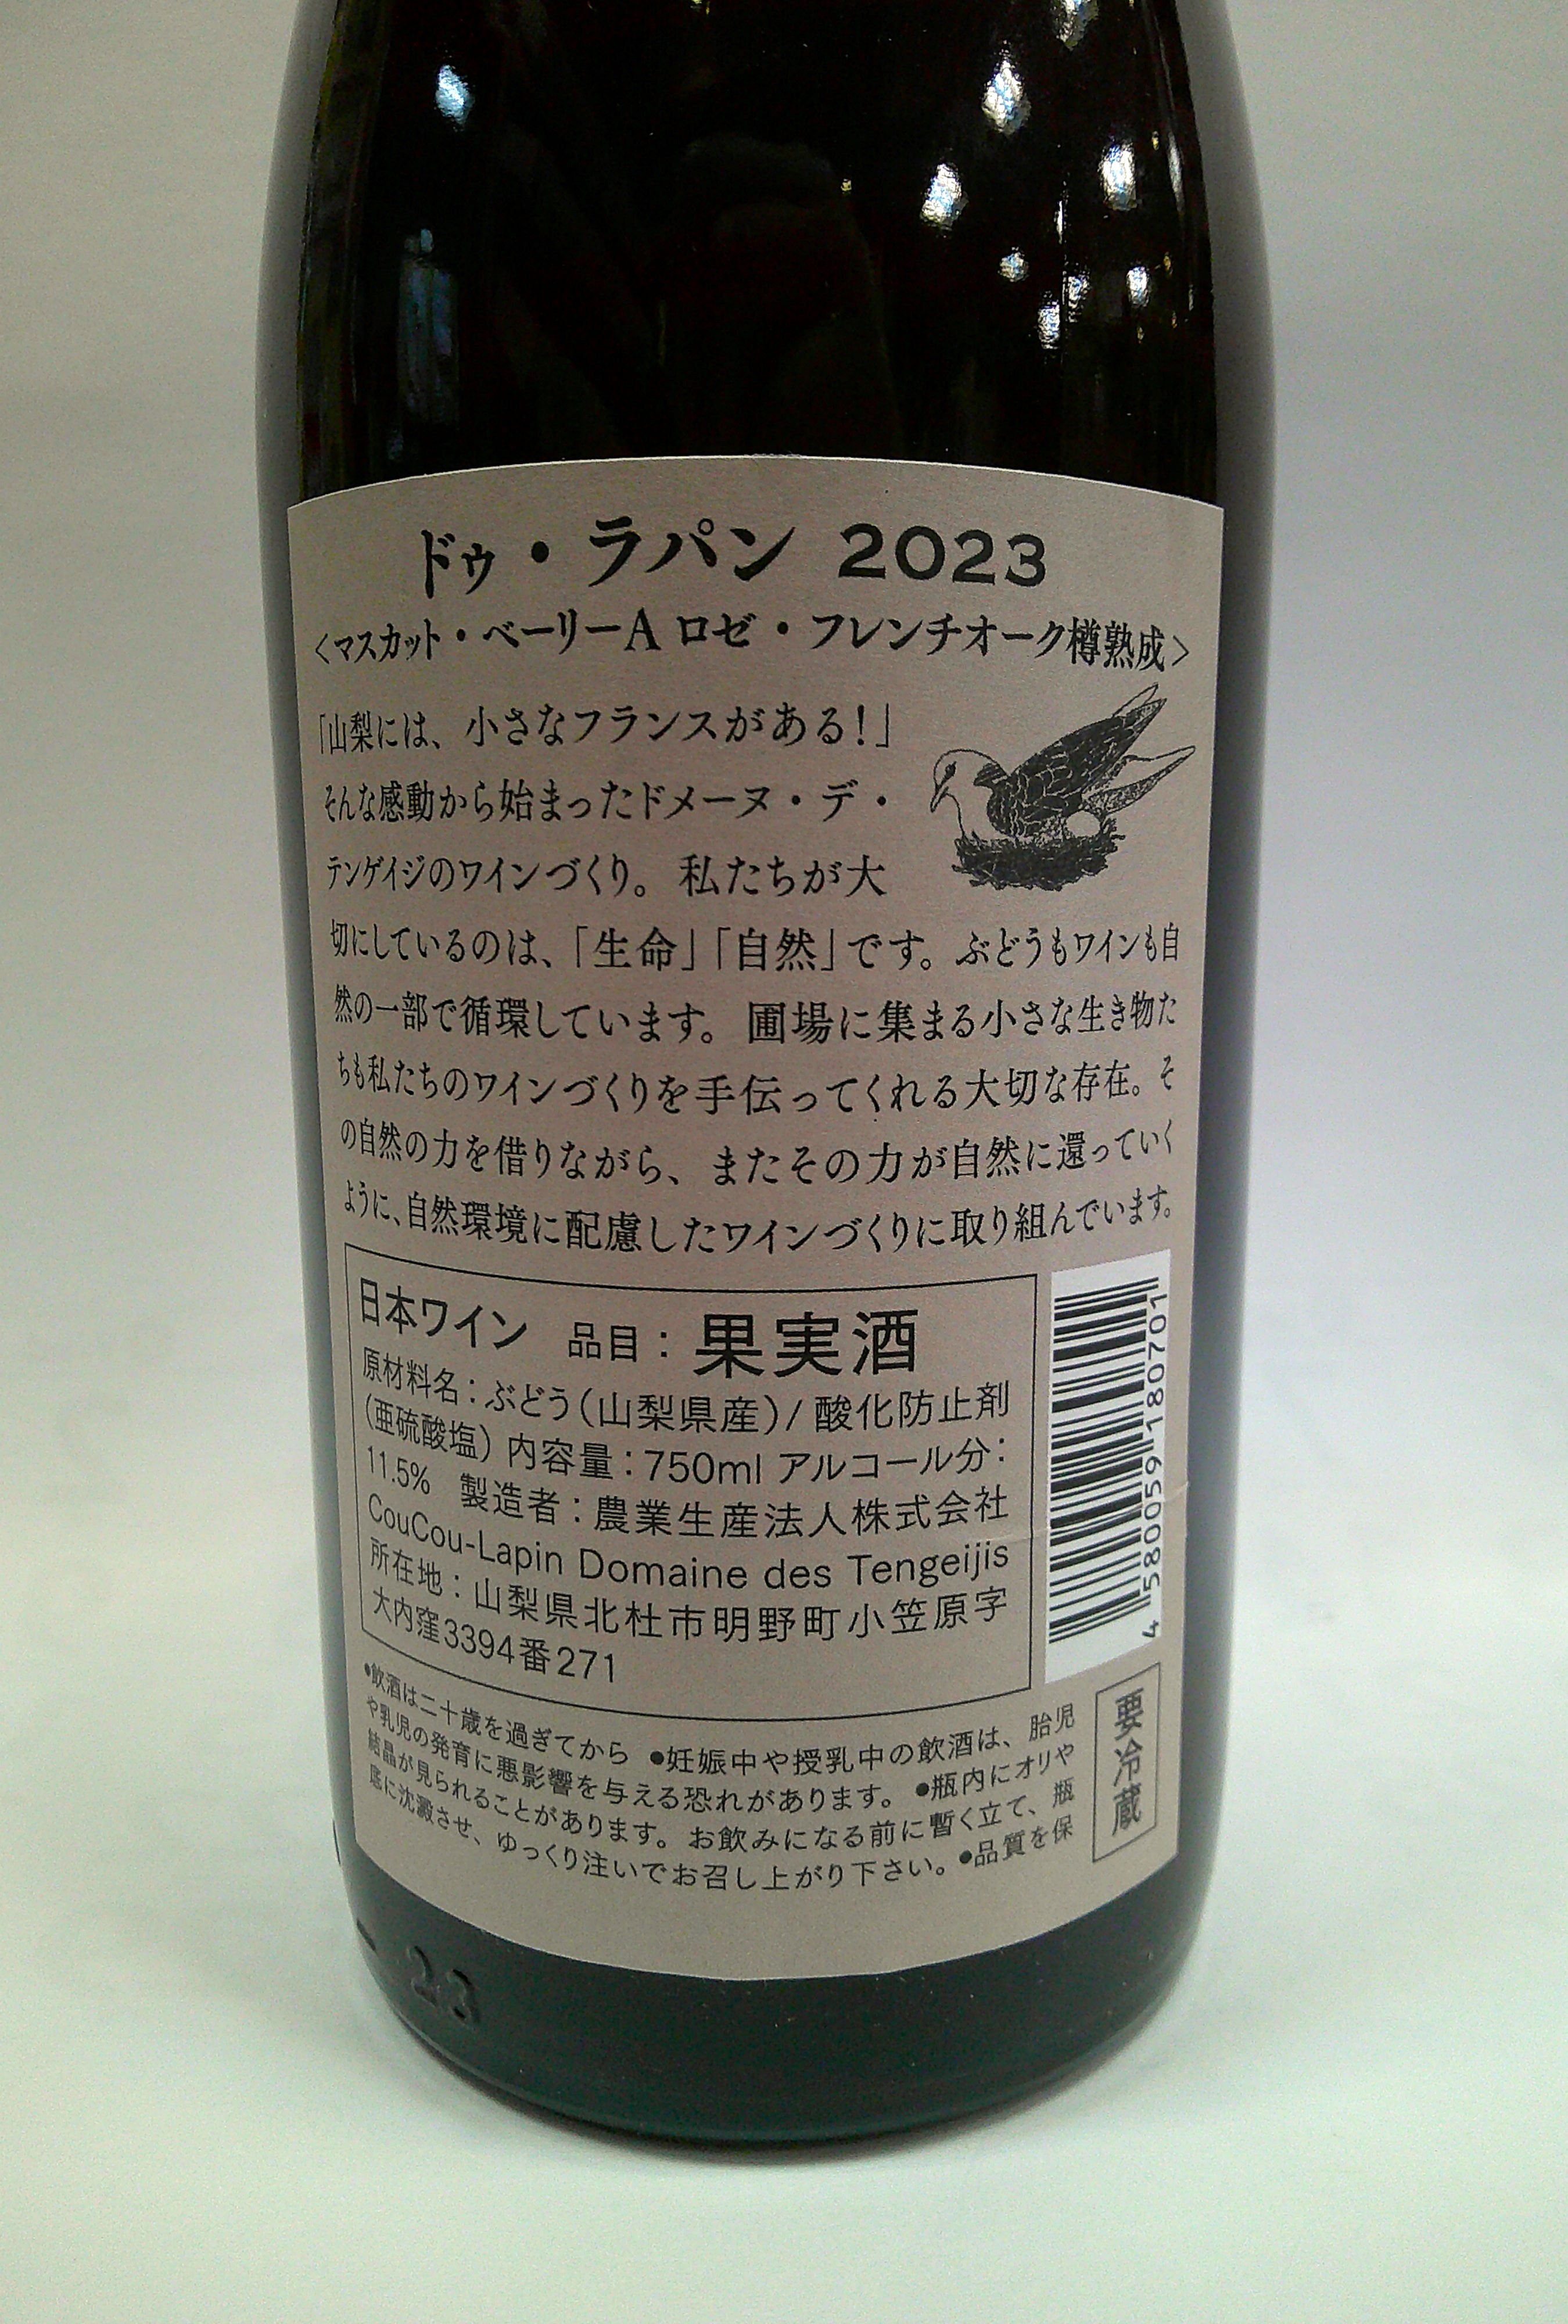 ドゥ・ラパン 2023
<マスカット・ベーリーA ロゼ・フレンチオーク樽熟成>
「山梨には、小さなフランスがある!」
そんな感動から始まったドメーヌ・デ・
テンゲイジのワインづくり。私たちが大
切にしているのは、「生命」「自然」です。ぶどうもワインも自
然の一部で循環しています。圃場に集まる小さな生き物た
ちも私たちのワインづくりを手伝ってくれる大切な存在。そ
の自然の力を借りながら、またその力が自然に還っていく
ように、自然環境に配慮したワインづくりに取り組んでいます。
日本ワイン 品目:果実酒
原材料名:ぶどう(山梨県産)/酸化防止剤
(亜硫酸塩) 内容量:750ml アルコール分:
11.5% 製造者:農業生産法人株式会社
CouCou-Lapin Domaine des Tengeijis
所在地:山梨県北杜市明野町小笠原字
大内窪3394番271
4580059180701
●飲酒は二十歳を過ぎてから ●妊娠中や授乳中の飲酒は、胎児
や乳児の発育に悪影響を与える恐れがあります。●瓶内にオリや
結晶が見られることがあります。お飲みになる前に暫く立て、瓶
底に沈澱させ、ゆっくり注いでお召し上がり下さい。●品質を保
要冷蔵
23